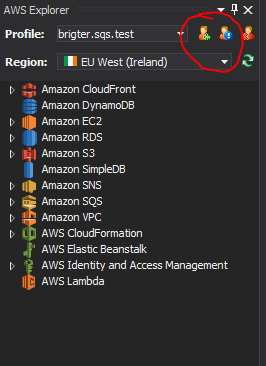 AWS Explorer
Profile: brigter.sqs.test
Region: EU West (Ireland)
Amazon CloudFront
Amazon DynamoDB
Amazon EC2
Amazon RDS
Amazon S3
Amazon SimpleDB
Amazon SNS
Amazon SQS
Amazon VPC
AWS CloudFormation
AWS Elastic Beanstalk
AWS Identity and Access Management
AWS Lambda